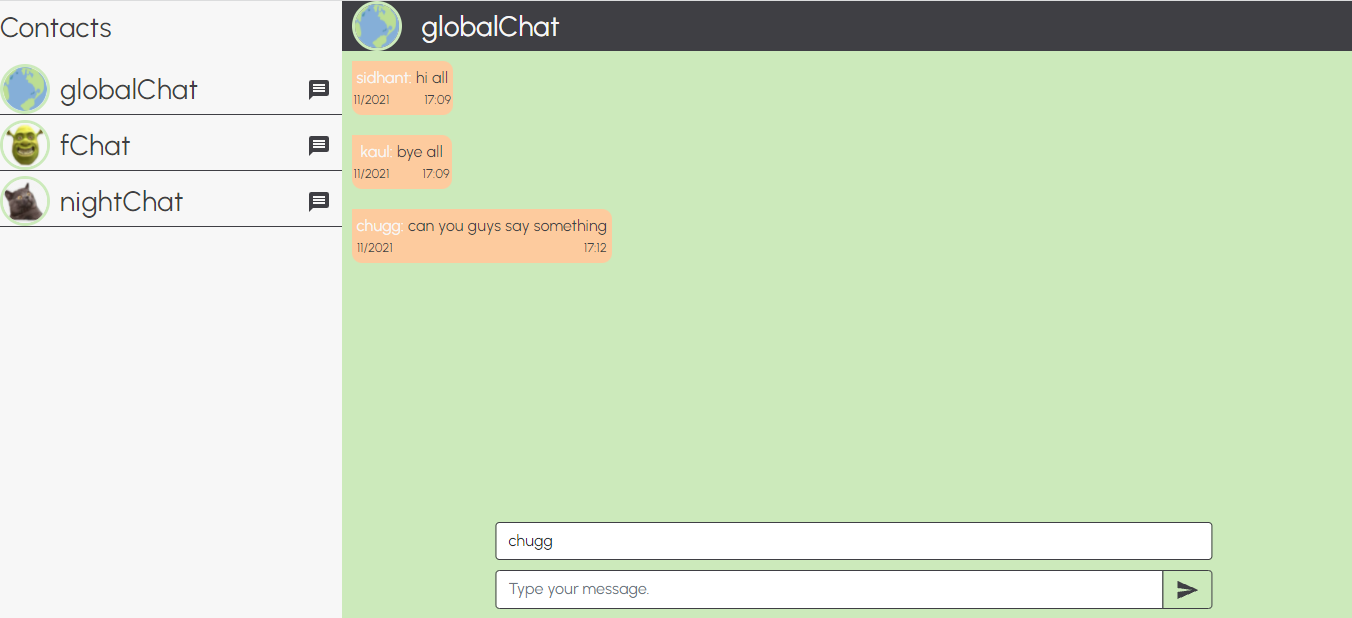 Contacts
globalChat
fChat
nightChat
globalChat
sidhant: hi all
11/2021 17:09
kaul: bye all
11/2021 17:09
chugg: can you guys say something
11/2021 17:12
chugg
Type your message.